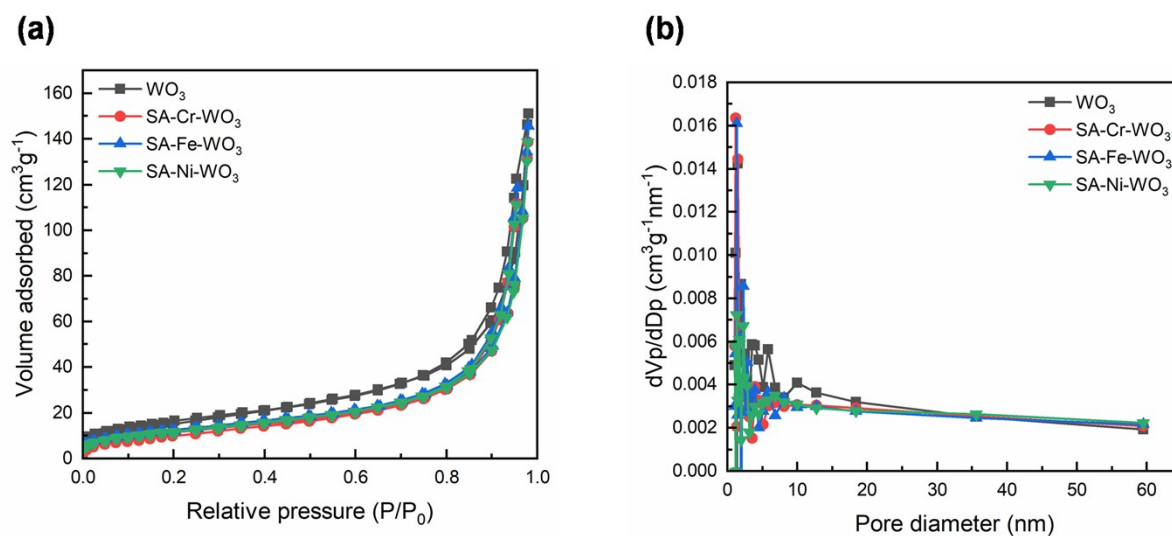 (a)
(b)
160
140
120
100
80
60
40
20
0
0.0 0.2 0.4 0.6 0.8 1.0
Volume adsorbed (cm³g⁻¹)
Relative pressure (P/P₀)
WO₃
SA-Cr-WO₃
SA-Fe-WO₃
SA-Ni-WO₃
0.018
0.016
0.014
0.012
0.010
0.008
0.006
0.004
0.002
0.000
0 10 20 30 40 50 60
dVp/dDp (cm³g⁻¹nm⁻¹)
Pore diameter (nm)
WO₃
SA-Cr-WO₃
SA-Fe-WO₃
SA-Ni-WO₃